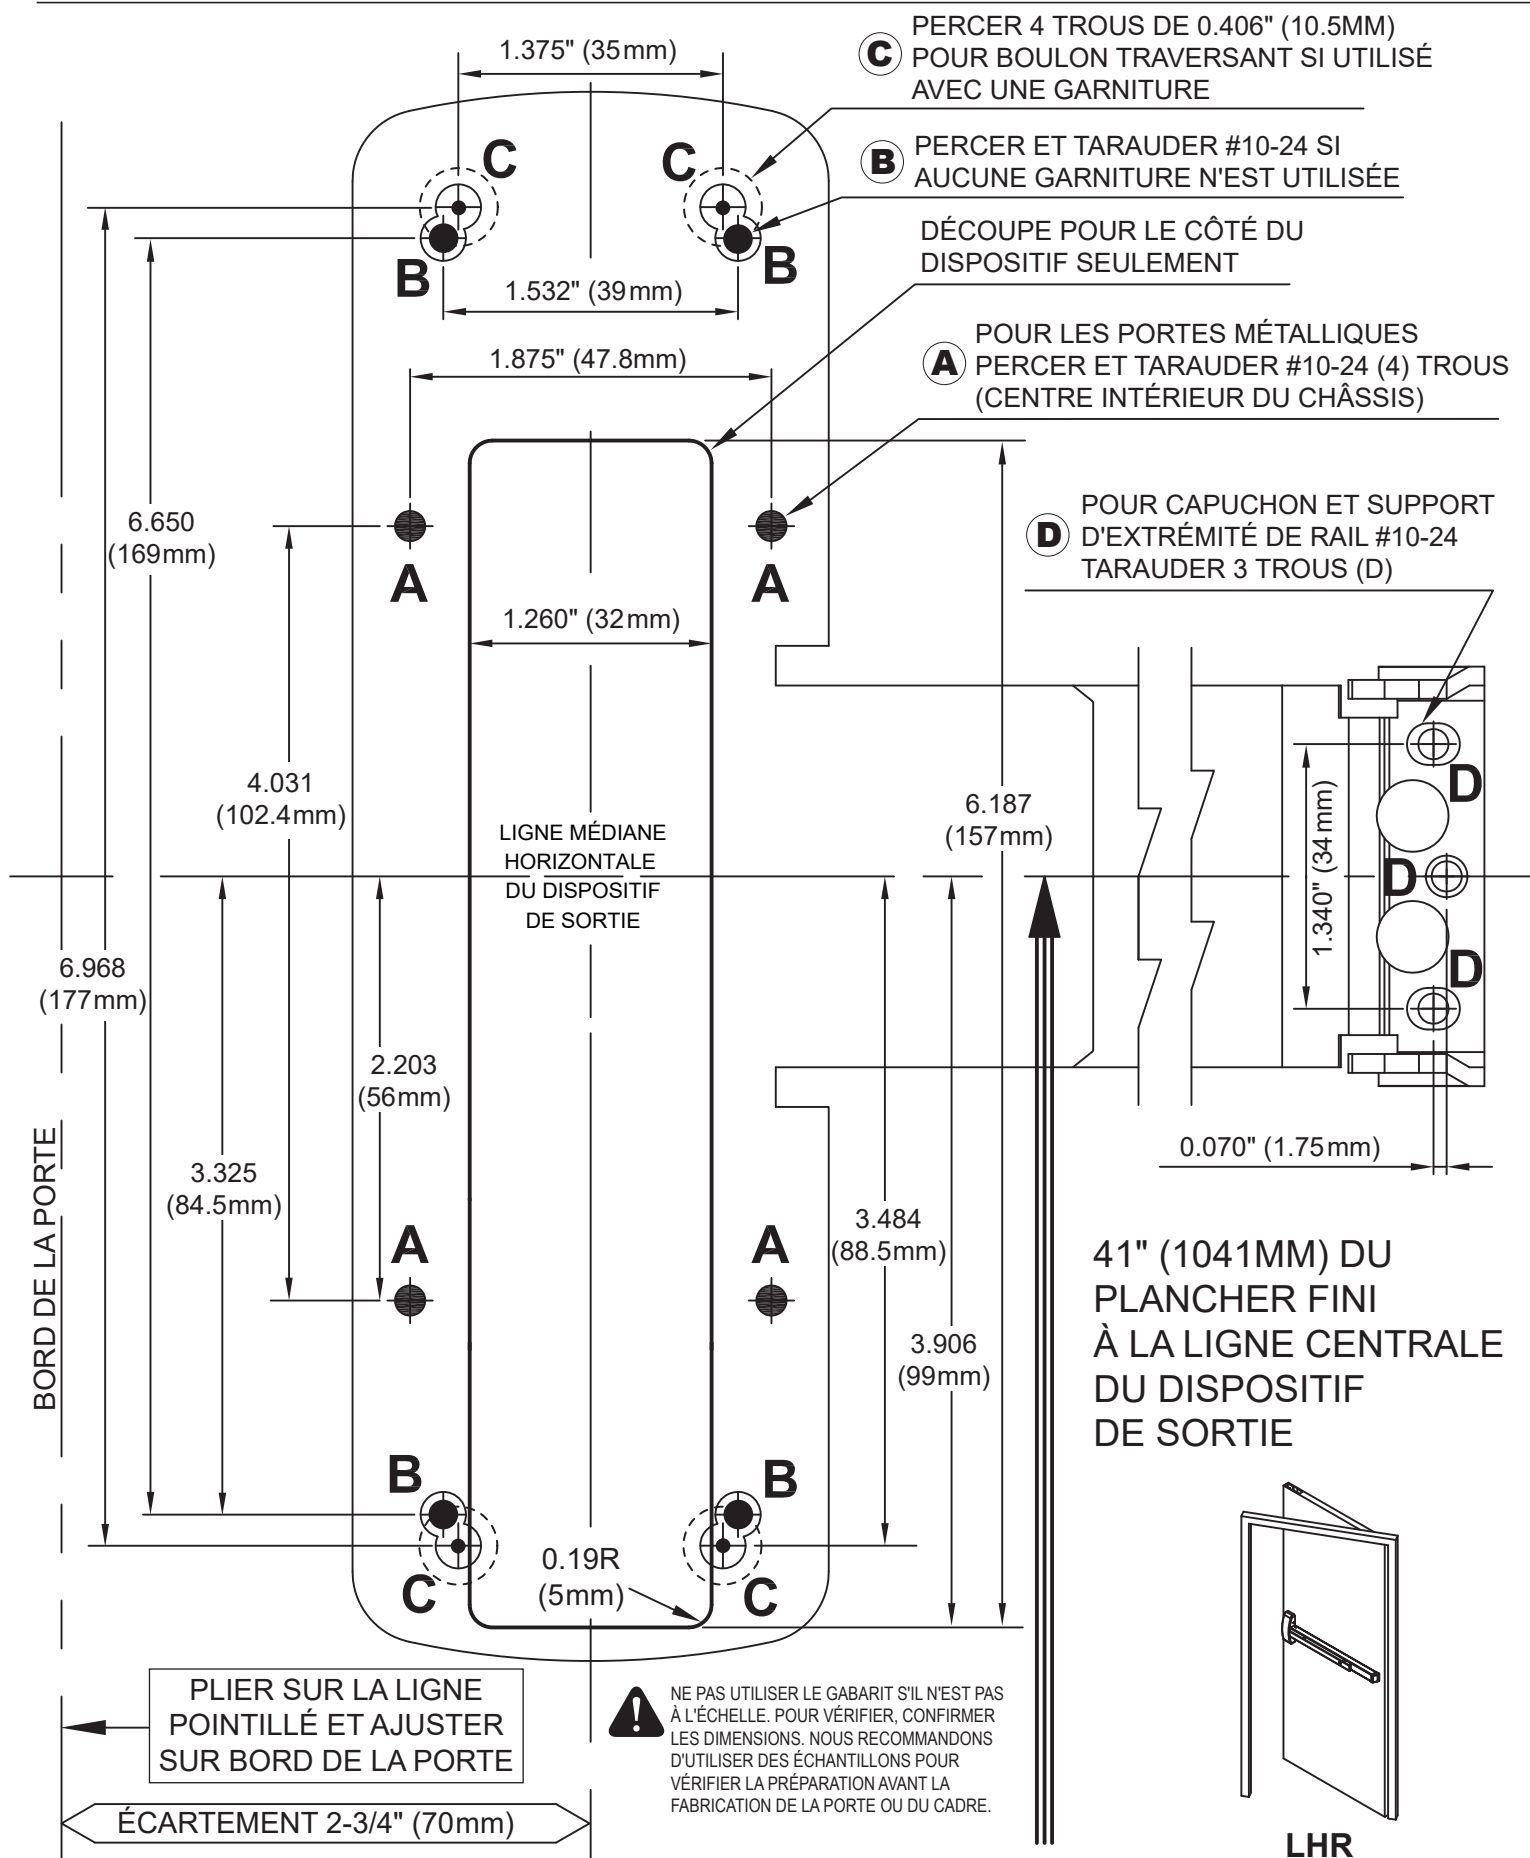 1.375" (35mm)
C
PERCER 4 TROUS DE 0.406" (10.5MM)
POUR BOULON TRAVERSANT SI UTILISÉ
AVEC UNE GARNITURE
B
PERCER ET TARAUDER #10-24 SI
AUCUNE GARNITURE N'EST UTILISÉE
C
C
B
B
DÉCOUPE POUR LE CÔTÉ DU
DISPOSITIF SEULEMENT
1.532" (39mm)
A
POUR LES PORTES MÉTALLIQUES
PERCER ET TARAUDER #10-24 (4) TROUS
(CENTRE INTÉRIEUR DU CHÂSSIS)
1.875" (47.8mm)
D
POUR CAPUCHON ET SUPPORT
D'EXTRÉMITÉ DE RAIL #10-24
TARAUDER 3 TROUS (D)
6.650
(169mm)
A
A
1.260" (32mm)
4.031
(102.4mm)
6.187
(157mm)
D
1.340" (34mm)
D
D
LIGNE MÉDIANE
HORIZONTALE
DU DISPOSITIF
DE SORTIE
6.968
(177mm)
2.203
(56mm)
BORD DE LA PORTE
3.325
(84.5mm)
0.070" (1.75mm)
A
A
3.484
(88.5mm)
3.906
(99mm)
41" (1041MM) DU
PLANCHER FINI
À LA LIGNE CENTRALE
DU DISPOSITIF
DE SORTIE
B
B
C
C
0.19R
(5mm)
PLIER SUR LA LIGNE
POINTILLÉ ET AJUSTER
SUR BORD DE LA PORTE
NE PAS UTILISER LE GABARIT S'IL N'EST PAS
À L'ÉCHELLE. POUR VÉRIFIER, CONFIRMER
LES DIMENSIONS. NOUS RECOMMANDONS
D'UTILISER DES ÉCHANTILLONS POUR
VÉRIFIER LA PRÉPARATION AVANT LA
FABRICATION DE LA PORTE OU DU CADRE.
ÉCARTEMENT 2-3/4" (70mm)
LHR